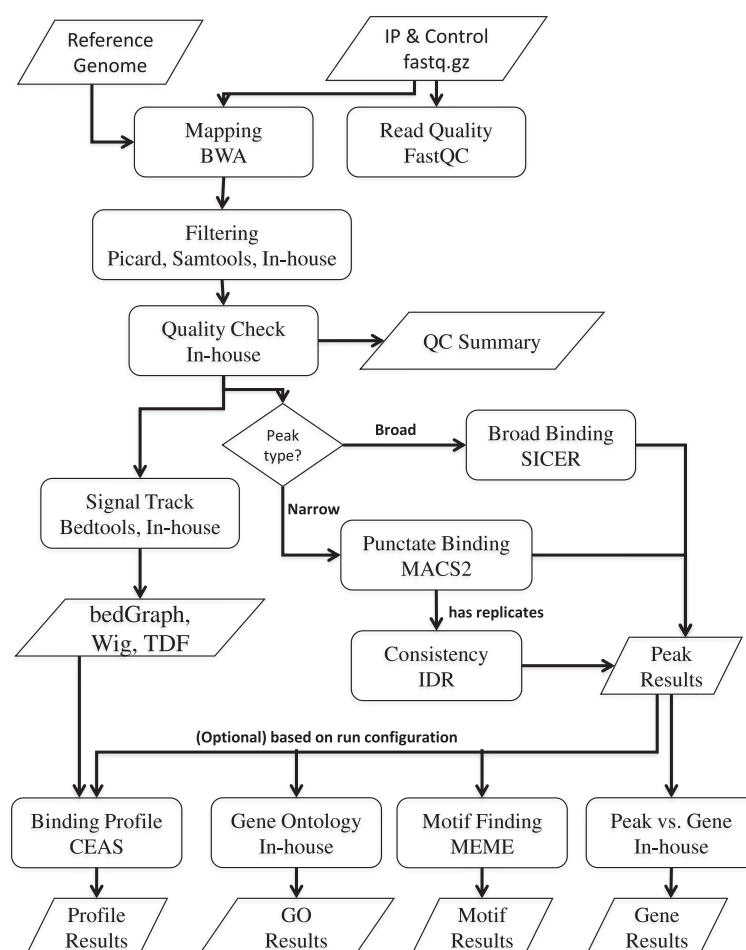 Reference
Genome
IP & Control
fastq.gz
Mapping
BWA
Read Quality
FastQC
Filtering
Picard, Samtools, In-house
Quality Check
In-house
QC Summary
Peak
type?
Broad
Broad Binding
SICER
Signal Track
Bedtools, In-house
Narrow
Punctate Binding
MACS2
bedGraph,
Wig, TDF
has replicates
Consistency
IDR
Peak
Results
(Optional) based on run configuration
Binding Profile
CEAS
Gene Ontology
In-house
Motif Finding
MEME
Peak vs. Gene
In-house
Profile
Results
GO
Results
Motif
Results
Gene
Results